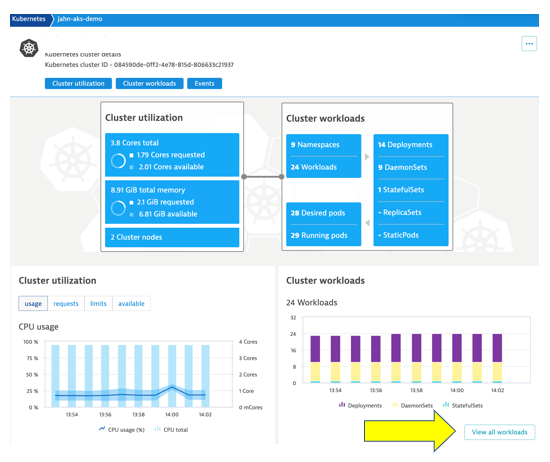 Kubernetes
jahn-aks-demo
...
Kubernetes cluster details
Kubernetes cluster ID - 084590de-0ff2-4e78-815d-806633c21937
Cluster utilization
Cluster workloads
Events
Cluster utilization
3.8 Cores total
1.79 Cores requested
2.01 Cores available
8.91 GiB total memory
2.1 GiB requested
6.81 GiB available
2 Cluster nodes
Cluster workloads
9 Namespaces
24 Workloads
28 Desired pods
29 Running pods
14 Deployments
9 DaemonSets
1 StatefulSets
- ReplicaSets
- StaticPods
Cluster utilization
usage
requests
limits
available
CPU usage
100 %
75 %
50 %
25 %
0 %
4 Cores
3 Cores
2 Cores
1 Core
0 mCores
13:54
13:56
13:58
14:00
14:02
CPU usage (%)
CPU total
Cluster workloads
24 Workloads
32
24
16
8
0
13:54
13:56
13:58
14:00
14:02
Deployments
DaemonSets
StatefulSets
View all workloads